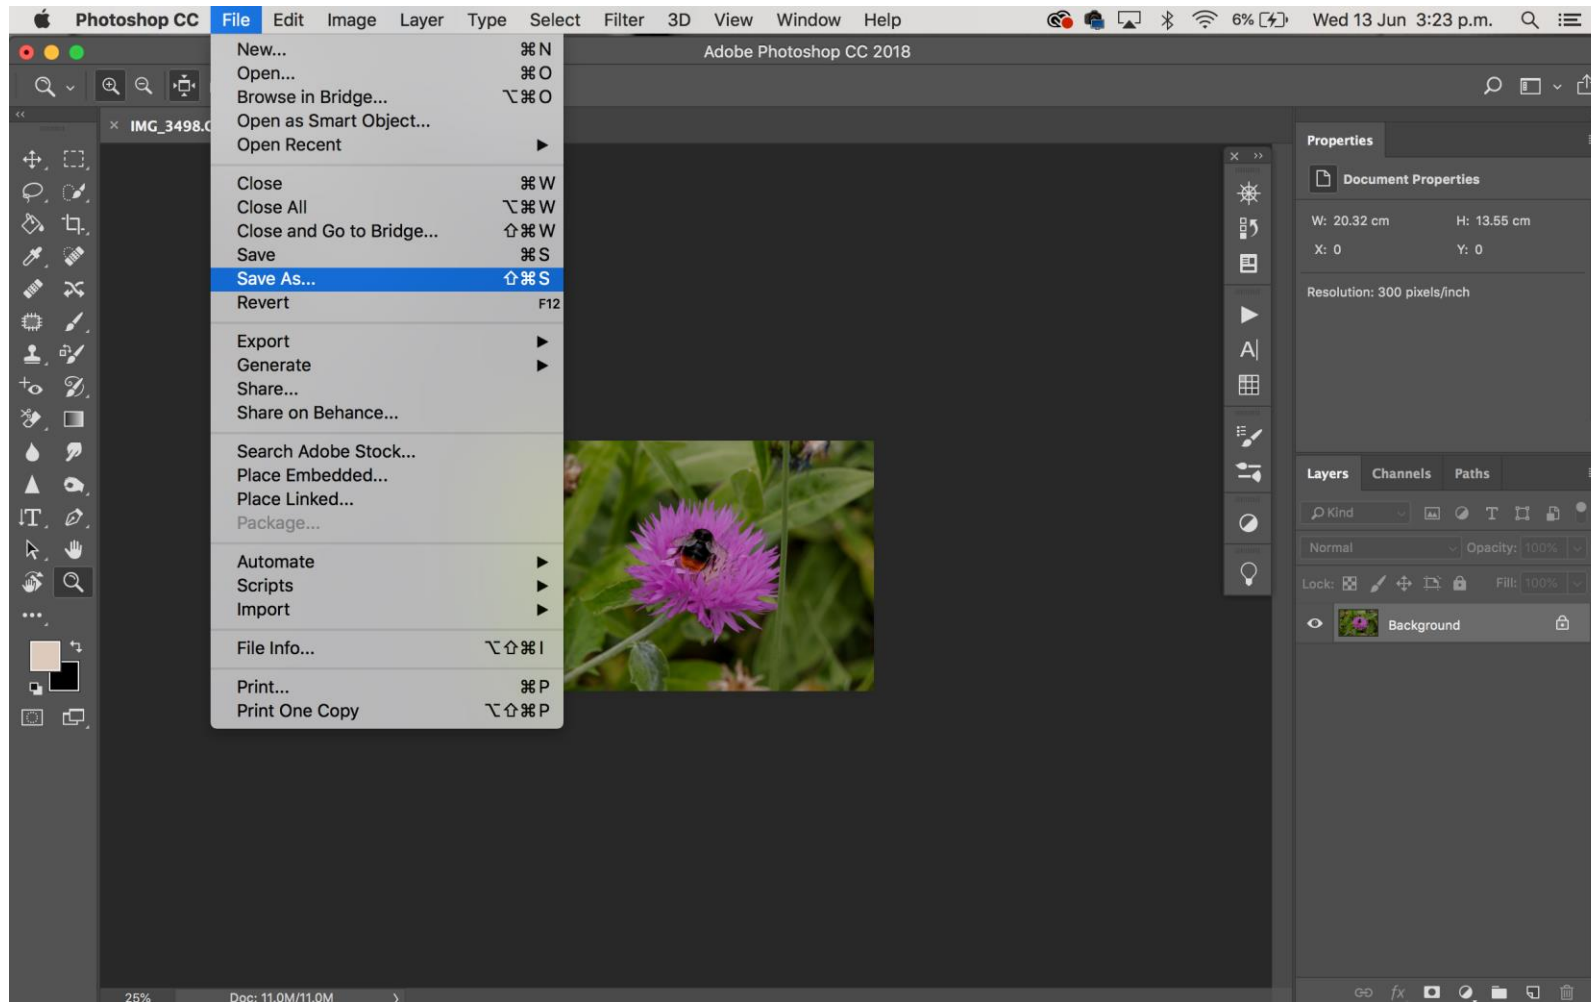 Photoshop CC File Edit Image Layer Type Select Filter 3D View Window Help 6% Wed 13 Jun 3:23 p.m.
Adobe Photoshop CC 2018
IMG_3498.C
New... ⌘N
Open... ⌘O
Browse in Bridge... ⌥⌘O
Open as Smart Object...
Open Recent ▶
Close ⌘W
Close All ⌥⌘W
Close and Go to Bridge... ⇧⌘W
Save ⌘S
Save As... ⇧⌘S
Revert F12
Export ▶
Generate ▶
Share...
Share on Behance...
Search Adobe Stock...
Place Embedded...
Place Linked...
Package...
Automate ▶
Scripts ▶
Import ▶
File Info... ⌥⇧⌘I
Print... ⌘P
Print One Copy ⌥⇧⌘P
Properties
Document Properties
W: 20.32 cm H: 13.55 cm
X: 0 Y: 0
Resolution: 300 pixels/inch
Layers Channels Paths
Kind
Normal Opacity: 100%
Lock: Fill: 100%
Background
fx
25% Doc: 11.0M/11.0M